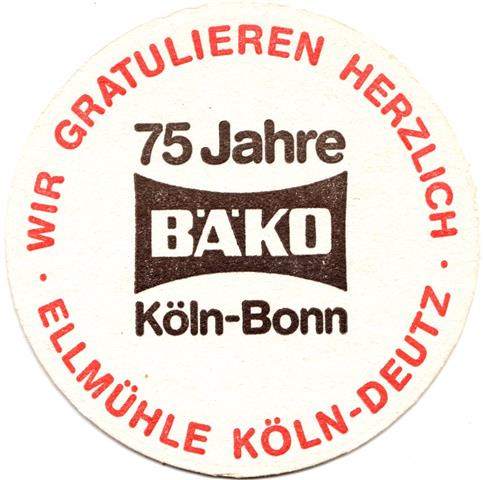 WIR GRATULIEREN HERZLICH
75 Jahre
BÄKO
Köln-Bonn
· ELLMÜHLE KÖLN-DEUTZ ·